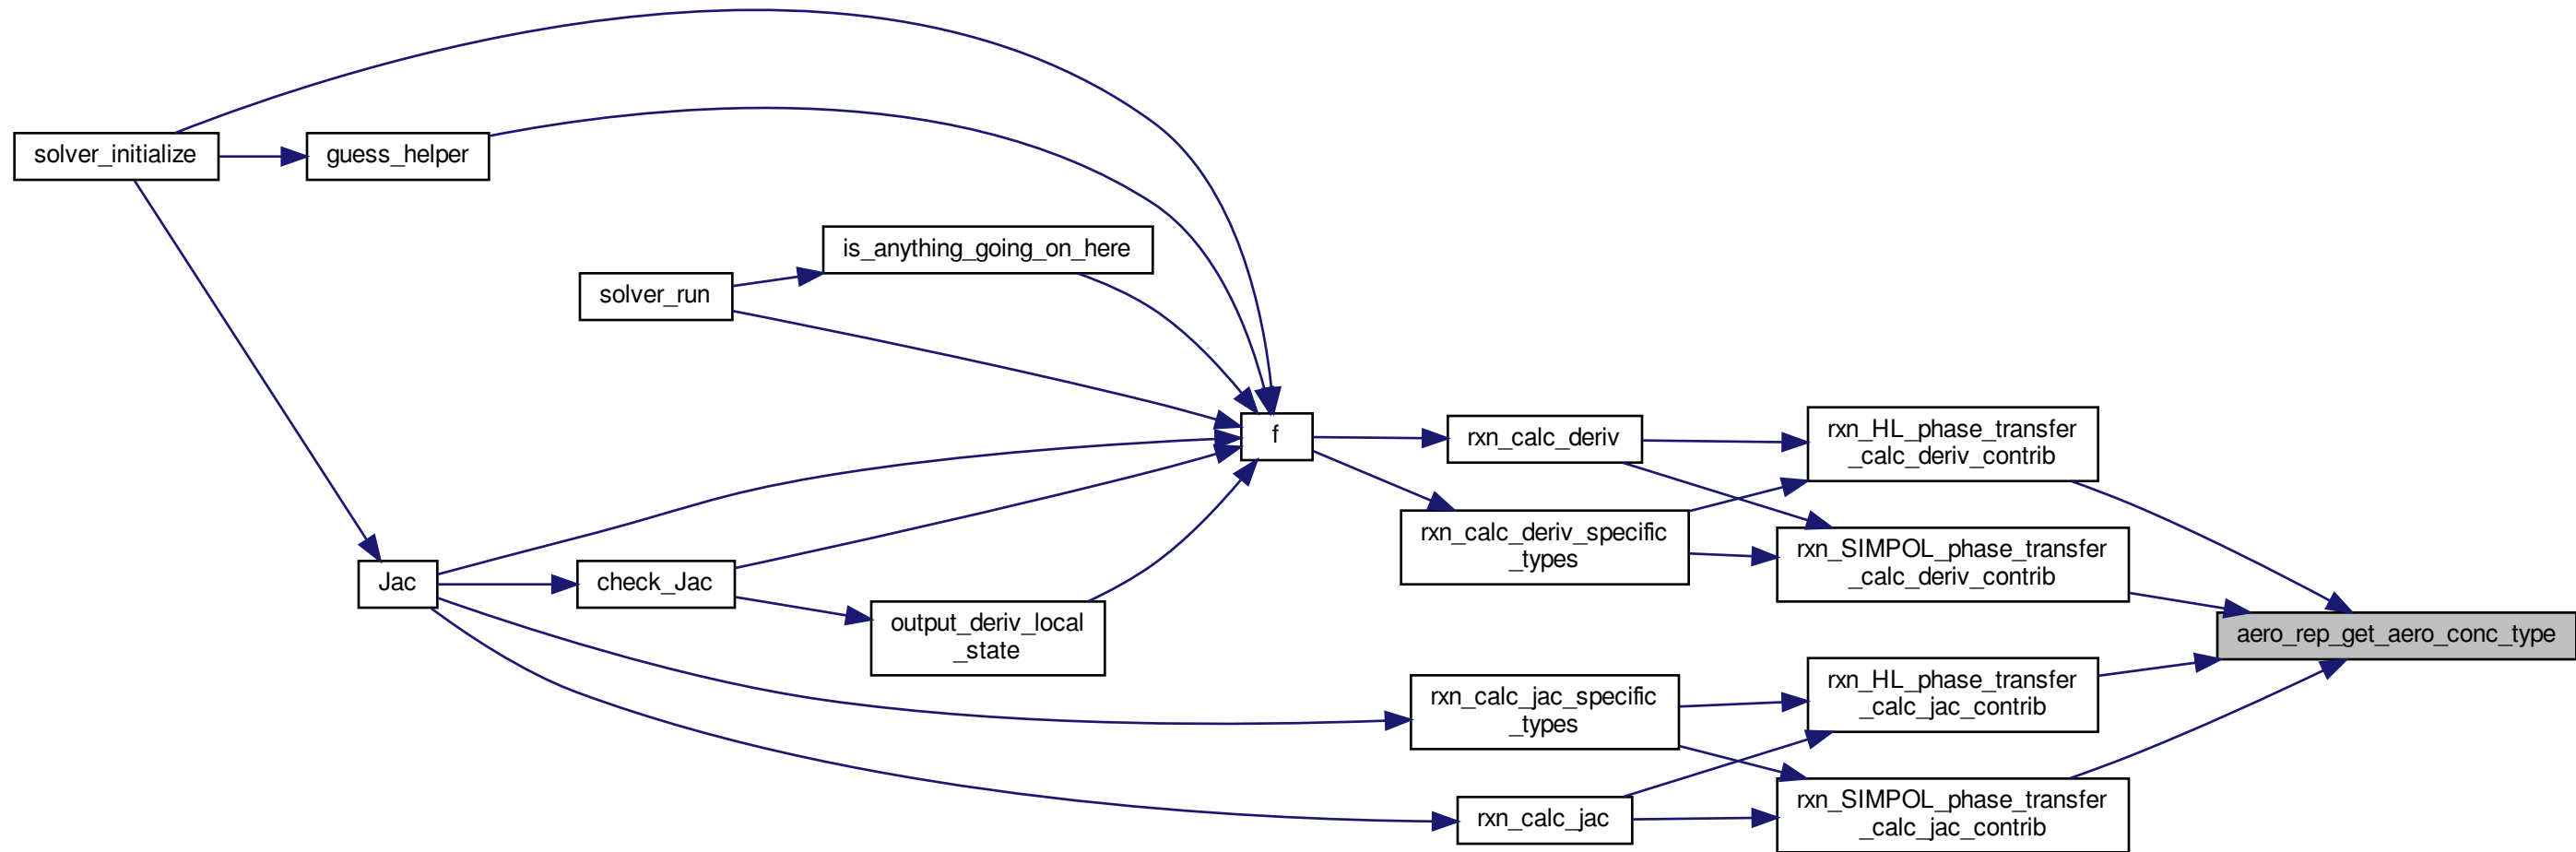 solver_initialize
guess_helper
is_anything_going_on_here
solver_run
f
rxn_calc_deriv
rxn_HL_phase_transfer
_calc_deriv_contrib
rxn_calc_deriv_specific
_types
rxn_SIMPOL_phase_transfer
_calc_deriv_contrib
Jac
check_Jac
output_deriv_local
_state
aero_rep_get_aero_conc_type
rxn_calc_jac_specific
_types
rxn_HL_phase_transfer
_calc_jac_contrib
rxn_calc_jac
rxn_SIMPOL_phase_transfer
_calc_jac_contrib